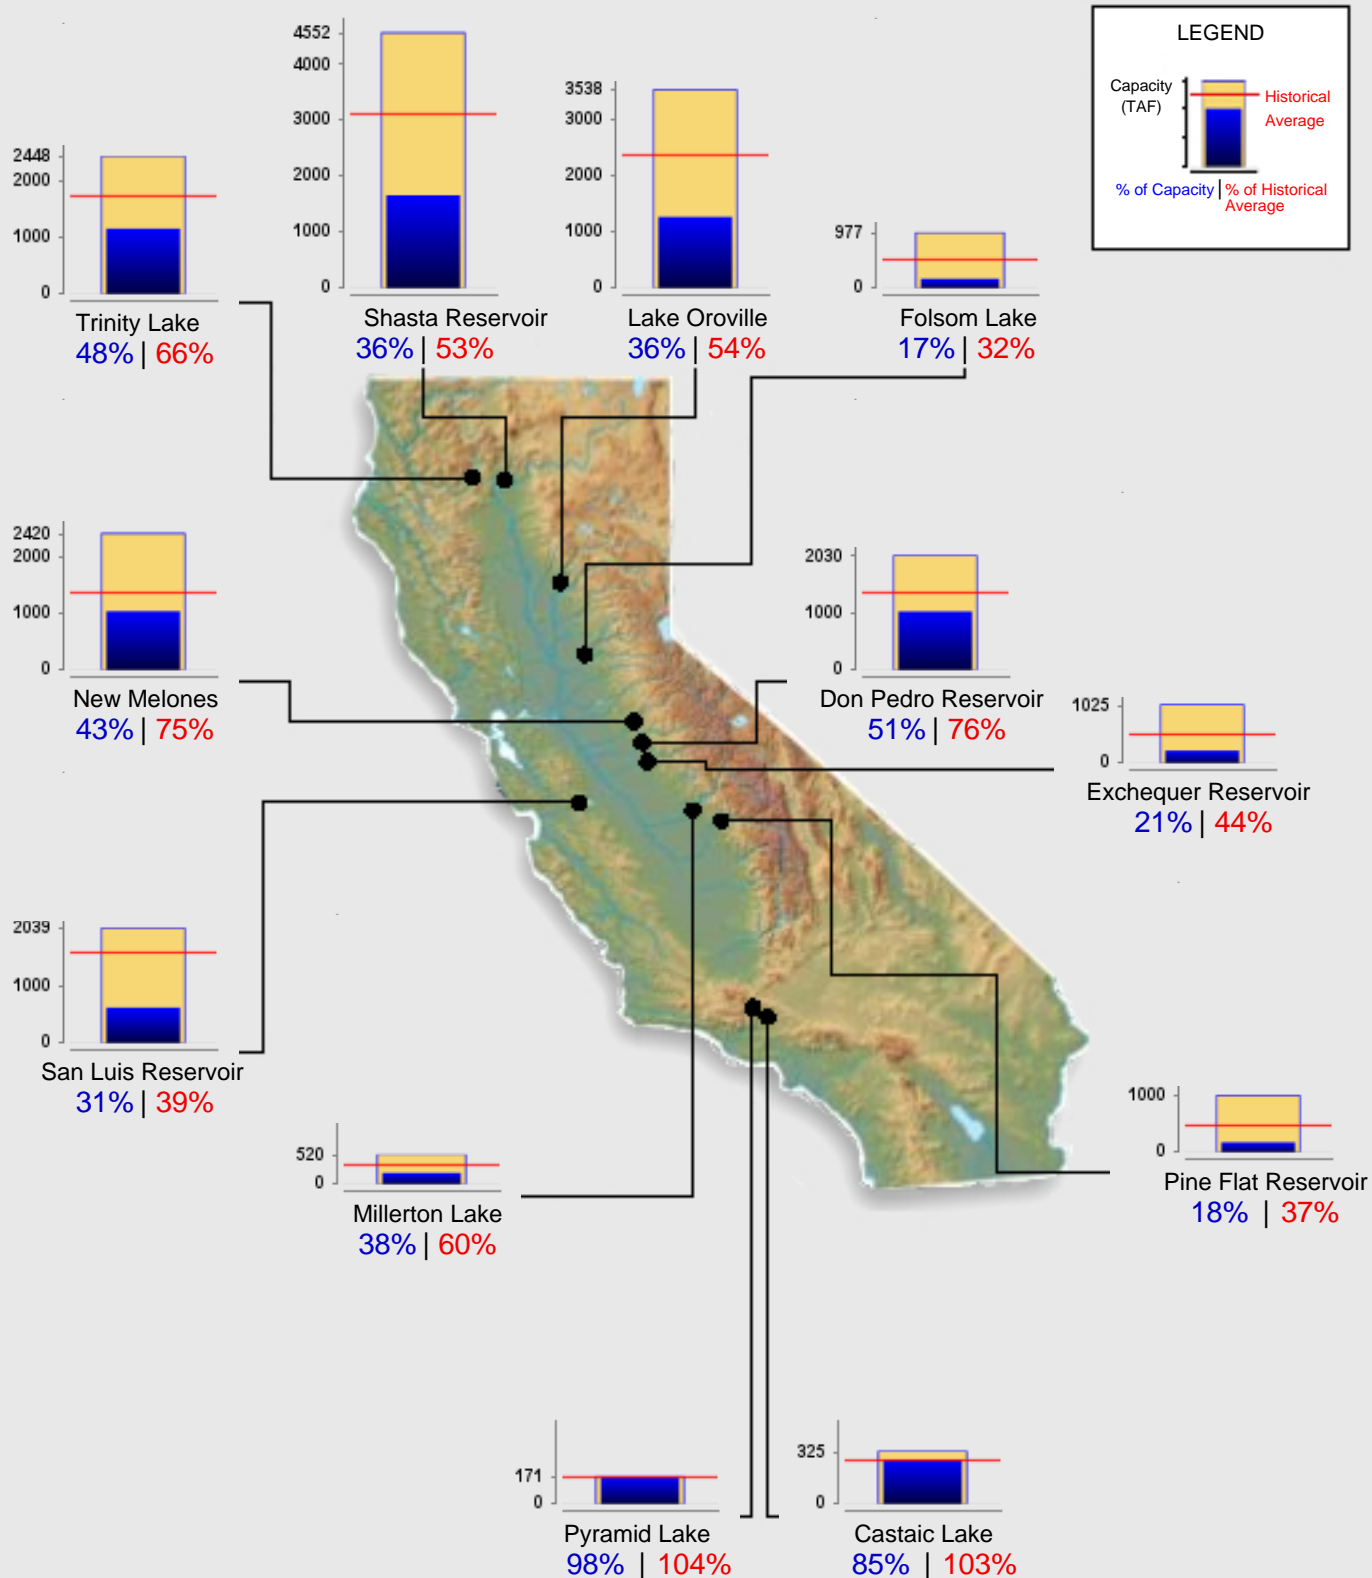 LEGEND
Capacity
(TAF)
Historical
Average
% of Capacity | % of Historical
Average
4552
4000
3000
2000
1000
0
Shasta Reservoir
36% | 53%
3538
3000
2000
1000
0
Lake Oroville
36% | 54%
2448
2000
1000
0
Trinity Lake
48% | 66%
977
0
Folsom Lake
17% | 32%
2420
2000
1000
0
New Melones
43% | 75%
2030
1000
0
Don Pedro Reservoir
51% | 76%
1025
0
Exchequer Reservoir
21% | 44%
2039
1000
0
San Luis Reservoir
31% | 39%
520
0
Millerton Lake
38% | 60%
1000
0
Pine Flat Reservoir
18% | 37%
171
0
Pyramid Lake
98% | 104%
325
0
Castaic Lake
85% | 103%